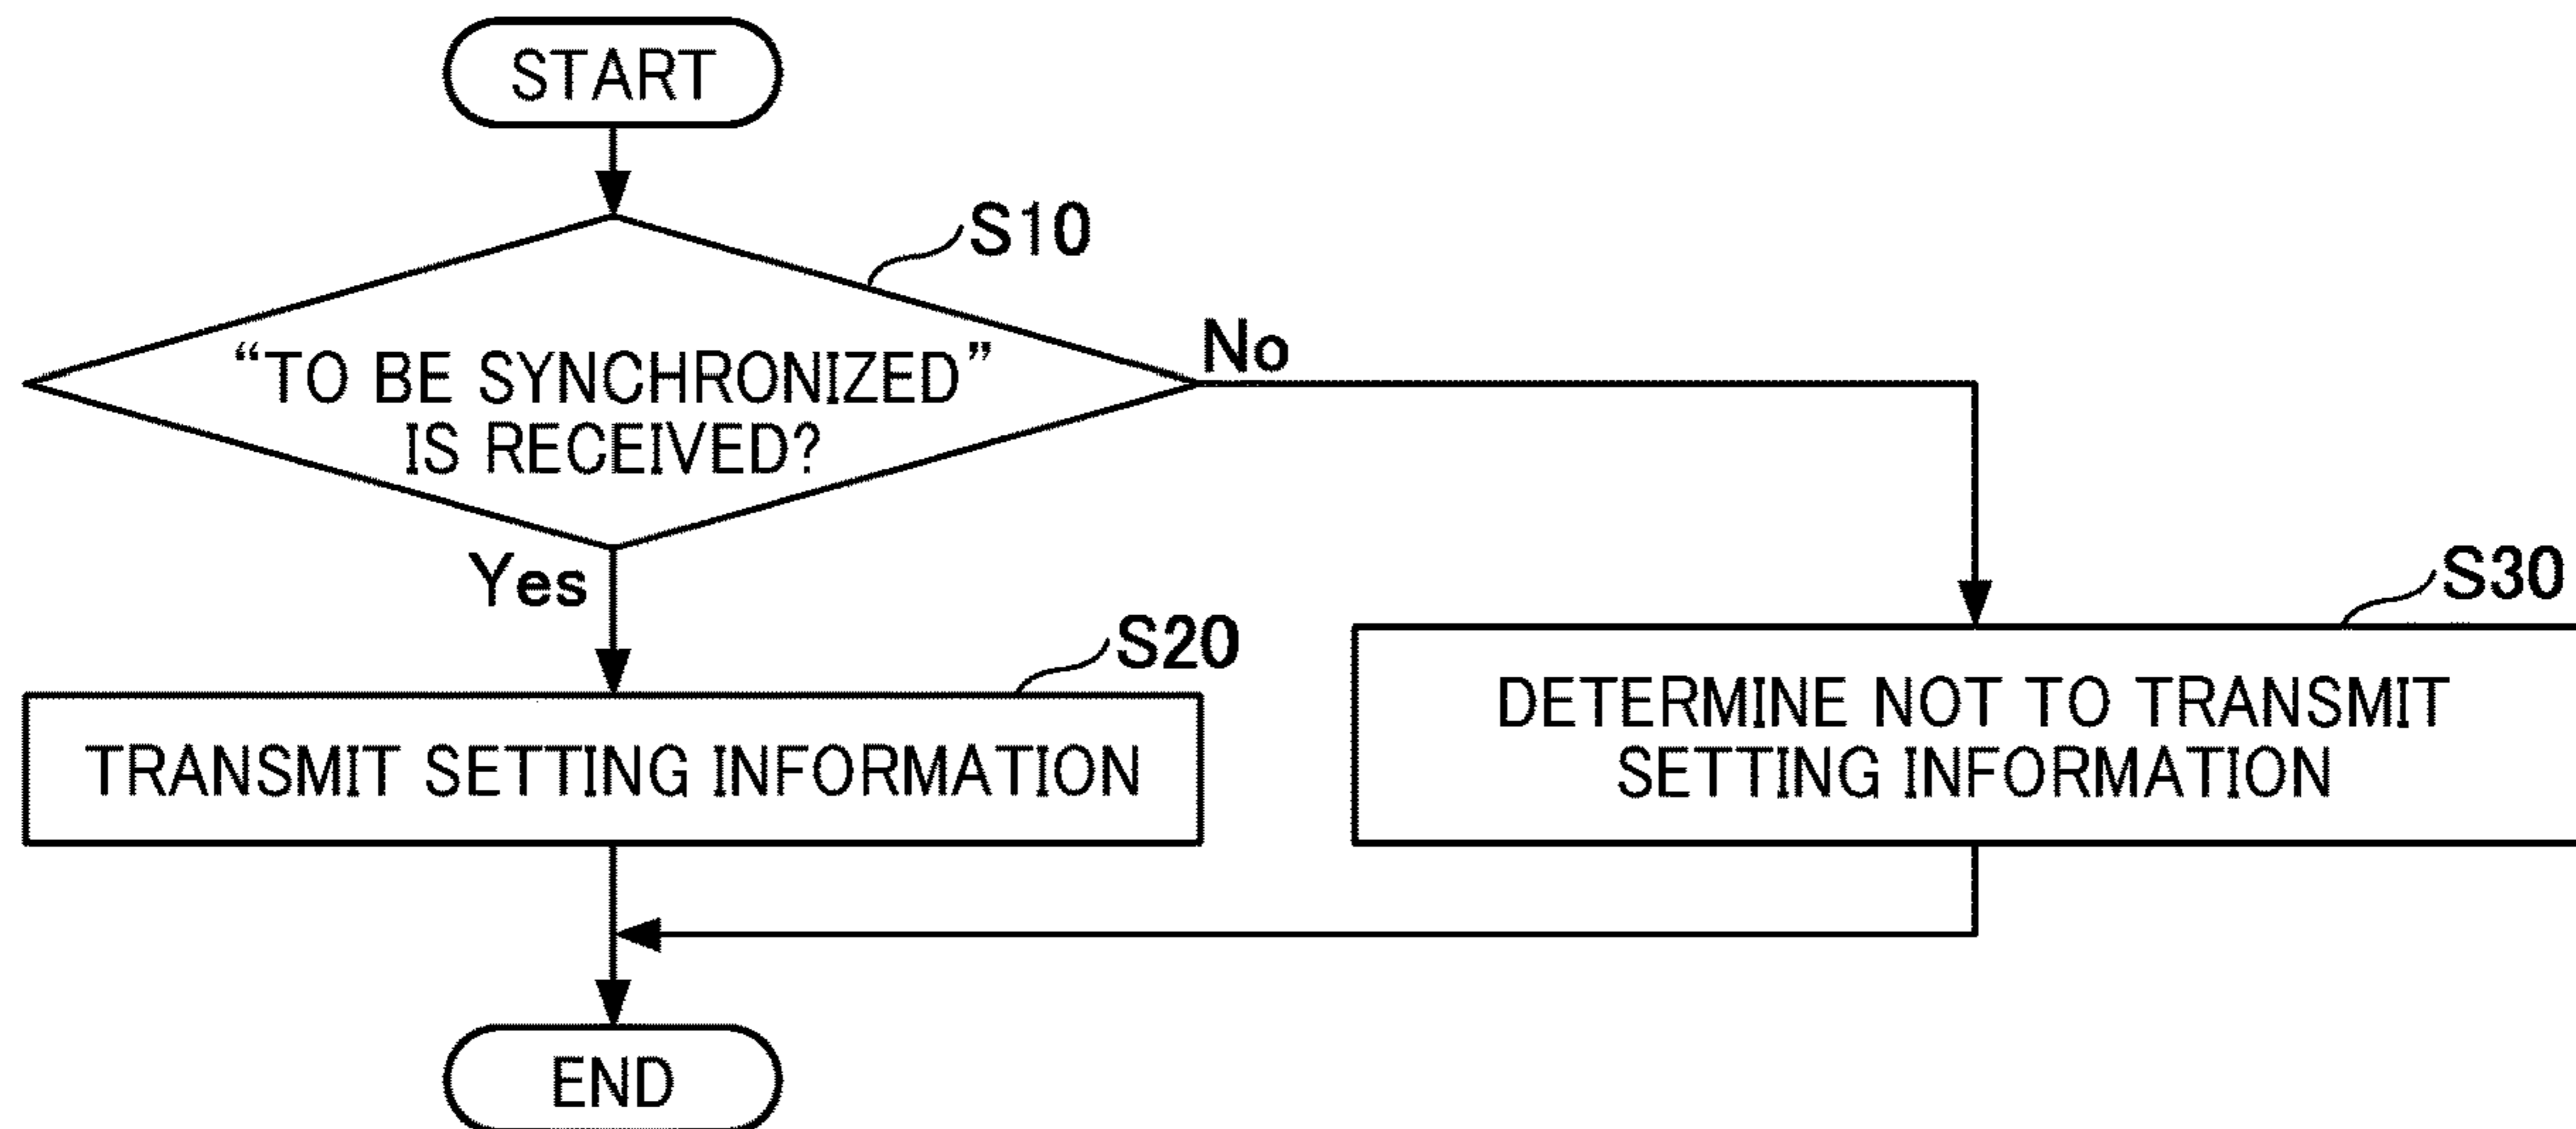 START
S10
“TO BE SYNCHRONIZED”
IS RECEIVED?
No
Yes
S20
TRANSMIT SETTING INFORMATION
S30
DETERMINE NOT TO TRANSMIT
SETTING INFORMATION
END